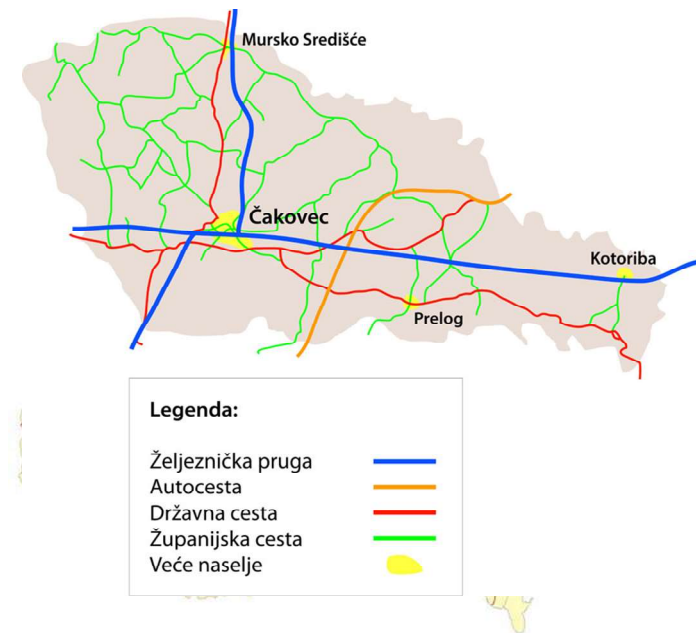 Mursko Središće
Čakovec
Kotoriba
Prelog
Legenda:
Željeznička pruga
Autocesta
Državna cesta
Županijska cesta
Veće naselje